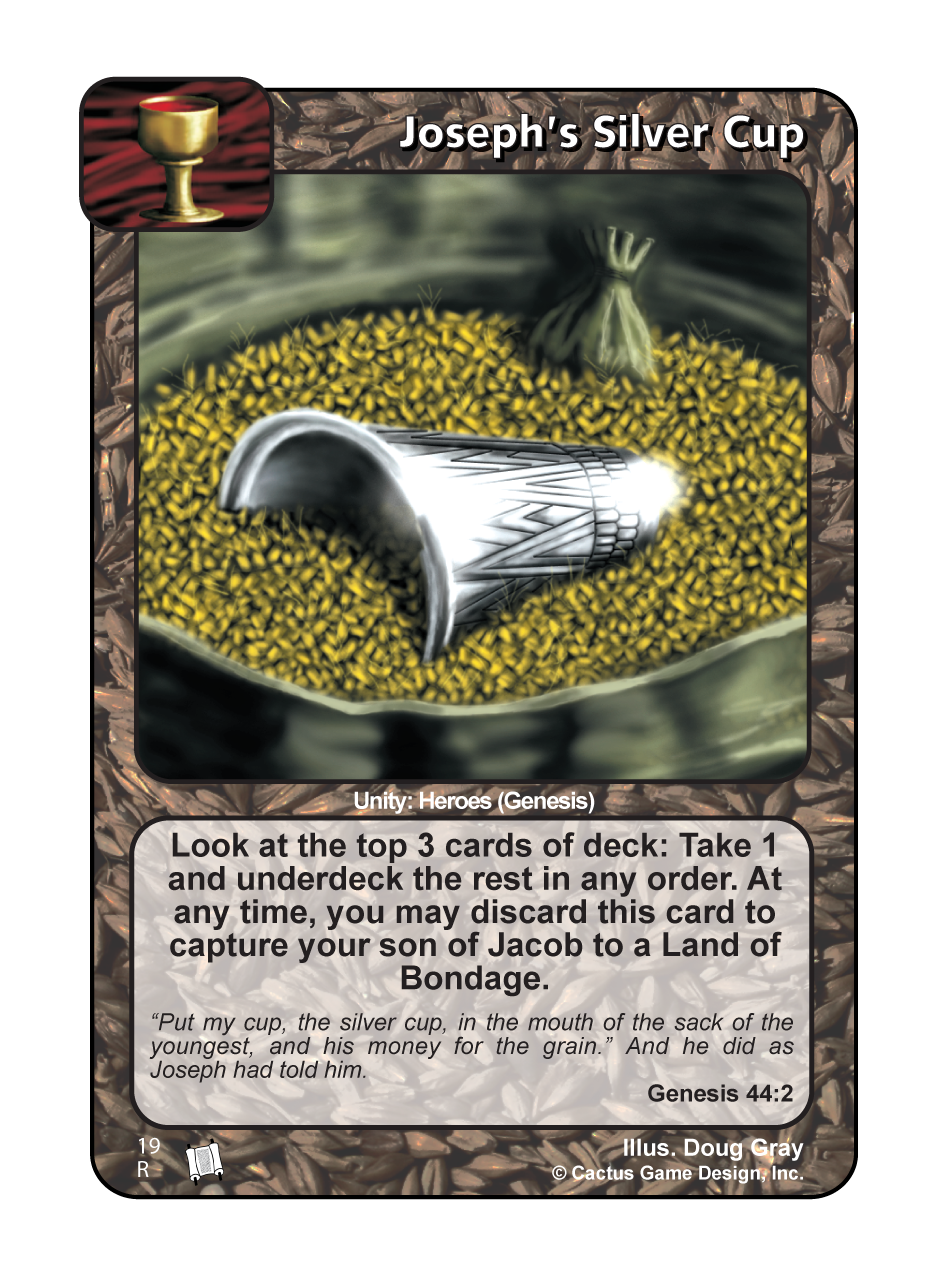 Joseph's Silver Cup
Unity: Heroes (Genesis)
Look at the top 3 cards of deck: Take 1
and underdeck the rest in any order. At
any time, you may discard this card to
capture your son of Jacob to a Land of
Bondage.
“Put my cup, the silver cup, in the mouth of the sack of the
youngest, and his money for the grain.” And he did as
Joseph had told him.
Genesis 44:2
19
R
Illus. Doug Gray
© Cactus Game Design, Inc.